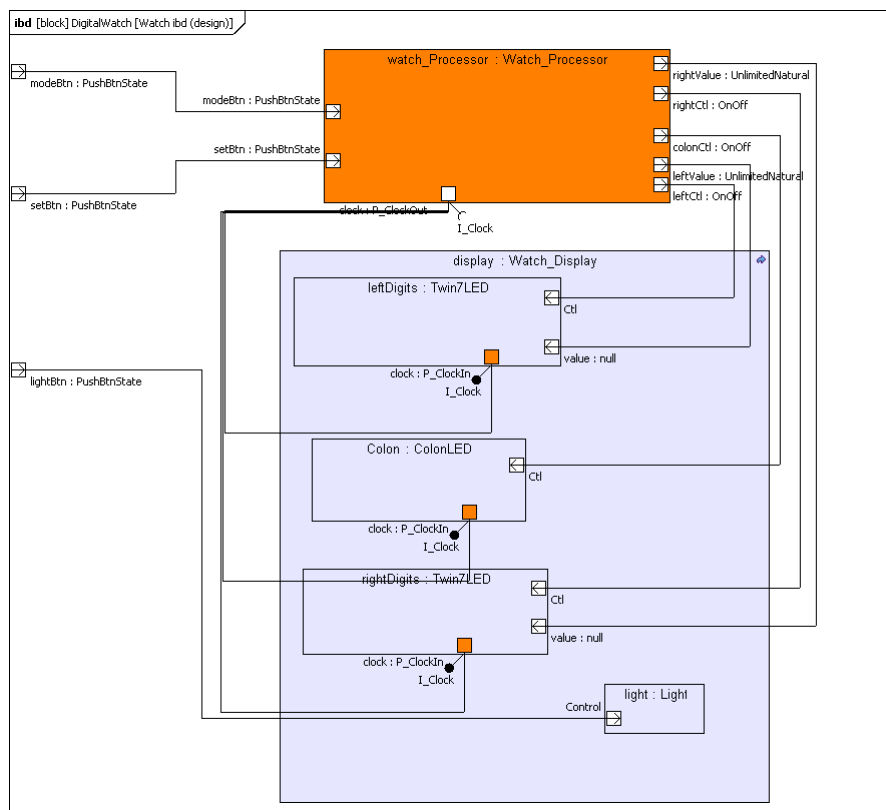 ibd [block] DigitalWatch [Watch ibd (design)]
watch_Processor : Watch_Processor
modeBtn : PushBtnState
modeBtn : PushBtnState
setBtn : PushBtnState
setBtn : PushBtnState
rightValue : UnlimitedNatural
rightCtl : OnOff
colonCtl : OnOff
leftValue : UnlimitedNatural
leftCtl : OnOff
clock : P_ClockOut
I_Clock
display : Watch_Display
leftDigits : Twin7LED
Ctl
value : null
clock : P_ClockIn
I_Clock
lightBtn : PushBtnState
Colon : ColonLED
Ctl
clock : P_ClockIn
I_Clock
rightDigits : Twin7LED
Ctl
value : null
clock : P_ClockIn
I_Clock
light : Light
Control